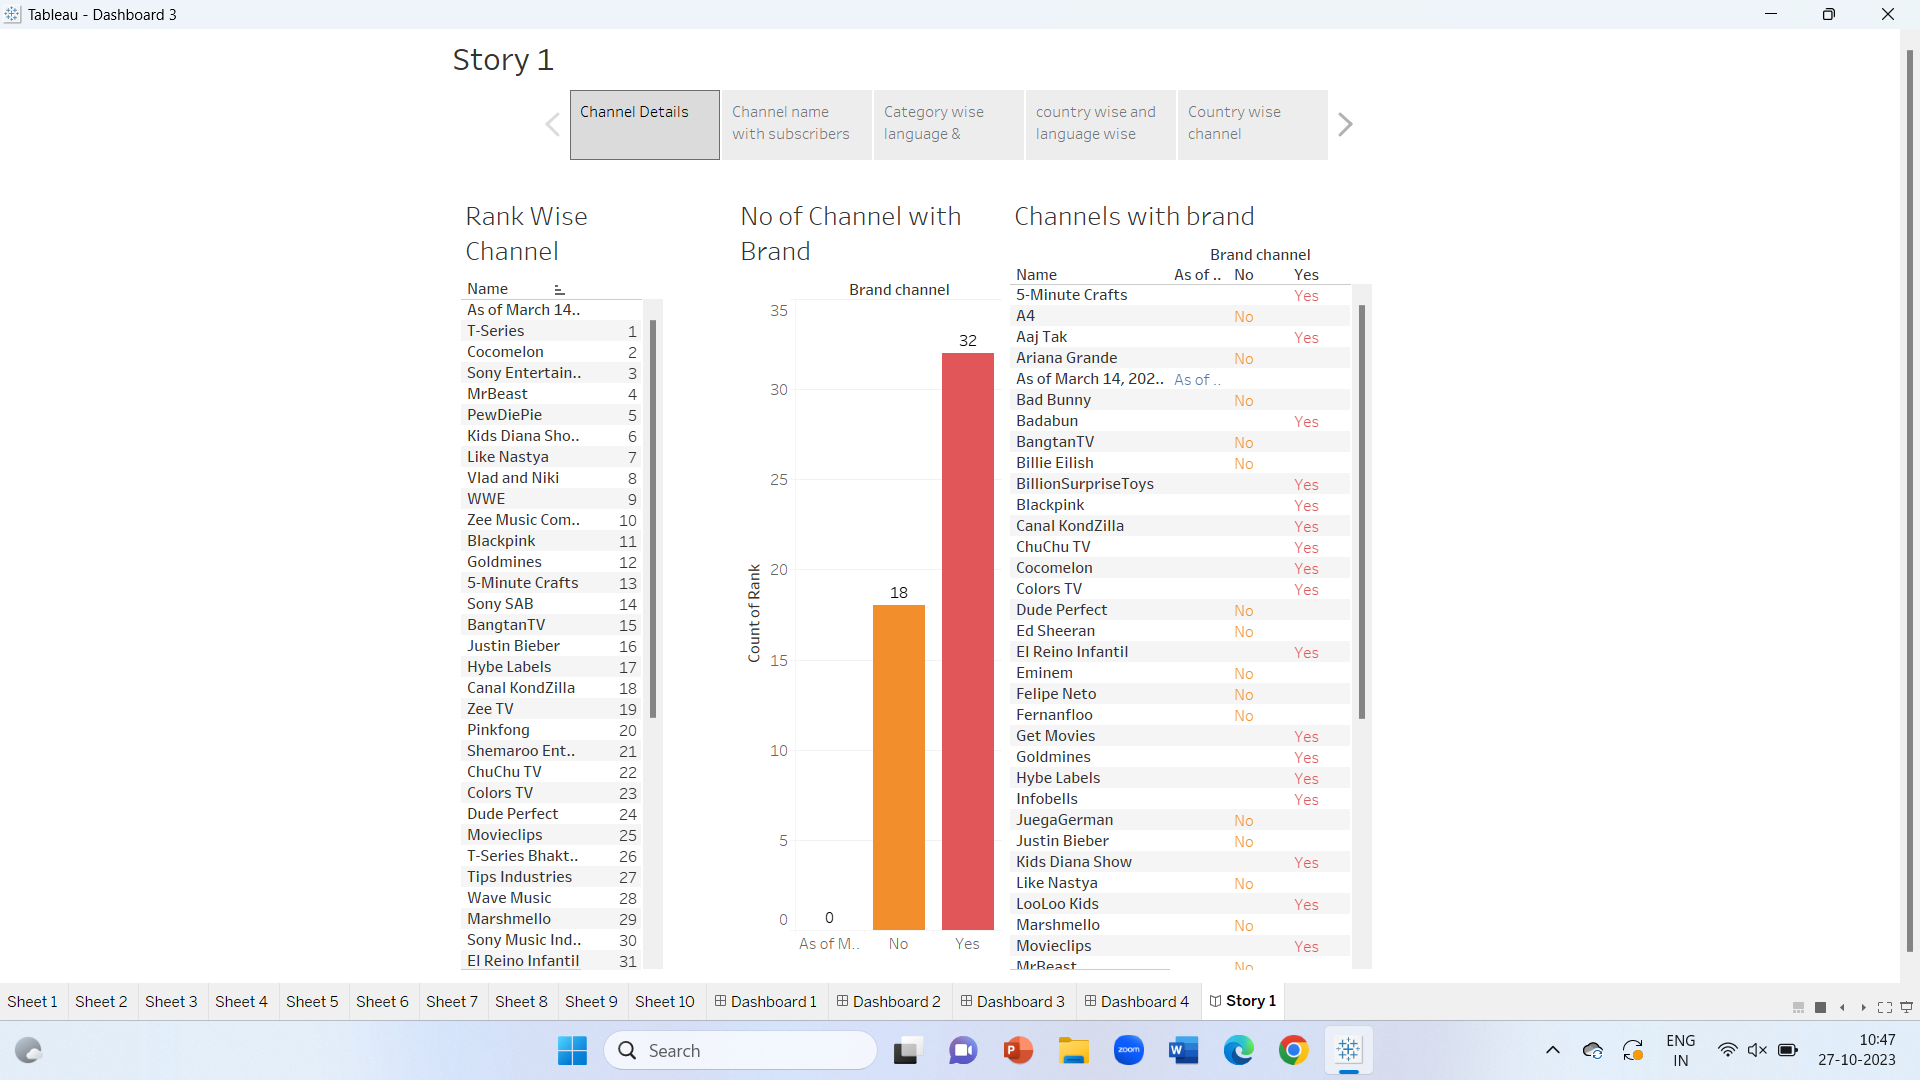 Tableau - Dashboard 3
Story 1
Channel Details
Channel name
with subscribers
Category wise
language &
country wise and
language wise
Country wise
channel
Rank Wise
Channel
Name
As of March 14..
T-Series 1
Cocomelon 2
Sony Entertain.. 3
MrBeast 4
PewDiePie 5
Kids Diana Sho.. 6
Like Nastya 7
Vlad and Niki 8
WWE 9
Zee Music Com.. 10
Blackpink 11
Goldmines 12
5-Minute Crafts 13
Sony SAB 14
BangtanTV 15
Justin Bieber 16
Hybe Labels 17
Canal KondZilla 18
Zee TV 19
Pinkfong 20
Shemaroo Ent.. 21
ChuChu TV 22
Colors TV 23
Dude Perfect 24
Movieclips 25
T-Series Bhakt.. 26
Tips Industries 27
Wave Music 28
Marshmello 29
Sony Music Ind.. 30
El Reino Infantil 31
No of Channel with
Brand
Brand channel
35
30
25
20
15
10
5
0
Count of Rank
0
18
32
As of M.. No Yes
Channels with brand
Brand channel
Name As of .. No Yes
5-Minute Crafts Yes
A4 No
Aaj Tak Yes
Ariana Grande No
As of March 14, 202.. As of ..
Bad Bunny No
Badabun Yes
BangtanTV No
Billie Eilish No
BillionSurpriseToys Yes
Blackpink Yes
Canal KondZilla Yes
ChuChu TV Yes
Cocomelon Yes
Colors TV Yes
Dude Perfect No
Ed Sheeran No
El Reino Infantil Yes
Eminem No
Felipe Neto No
Fernanfloo No
Get Movies Yes
Goldmines Yes
Hybe Labels Yes
Infobells Yes
JuegaGerman No
Justin Bieber No
Kids Diana Show Yes
Like Nastya No
LooLoo Kids Yes
Marshmello No
Movieclips Yes
MrBeast No
Sheet 1 Sheet 2 Sheet 3 Sheet 4 Sheet 5 Sheet 6 Sheet 7 Sheet 8 Sheet 9 Sheet 10 Dashboard 1 Dashboard 2 Dashboard 3 Dashboard 4 Story 1
Search
P
zoom
W
ENG
IN
10:47
27-10-2023